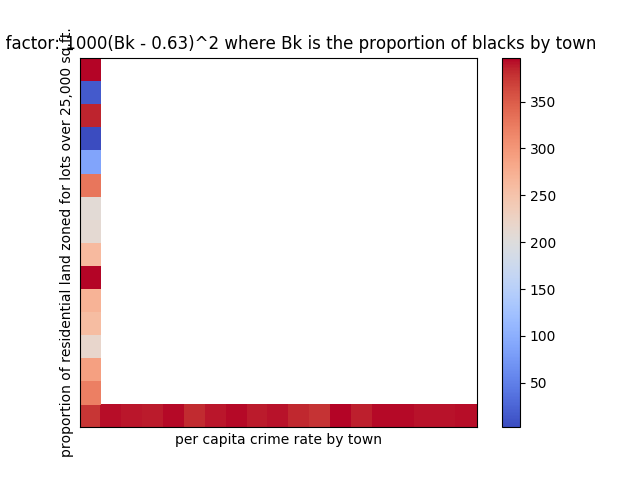 factor: 1000(Bk - 0.63)^2 where Bk is the proportion of blacks by town
proportion of residential land zoned for lots over 25,000 sq.ft.
350
300
250
200
150
100
50
per capita crime rate by town